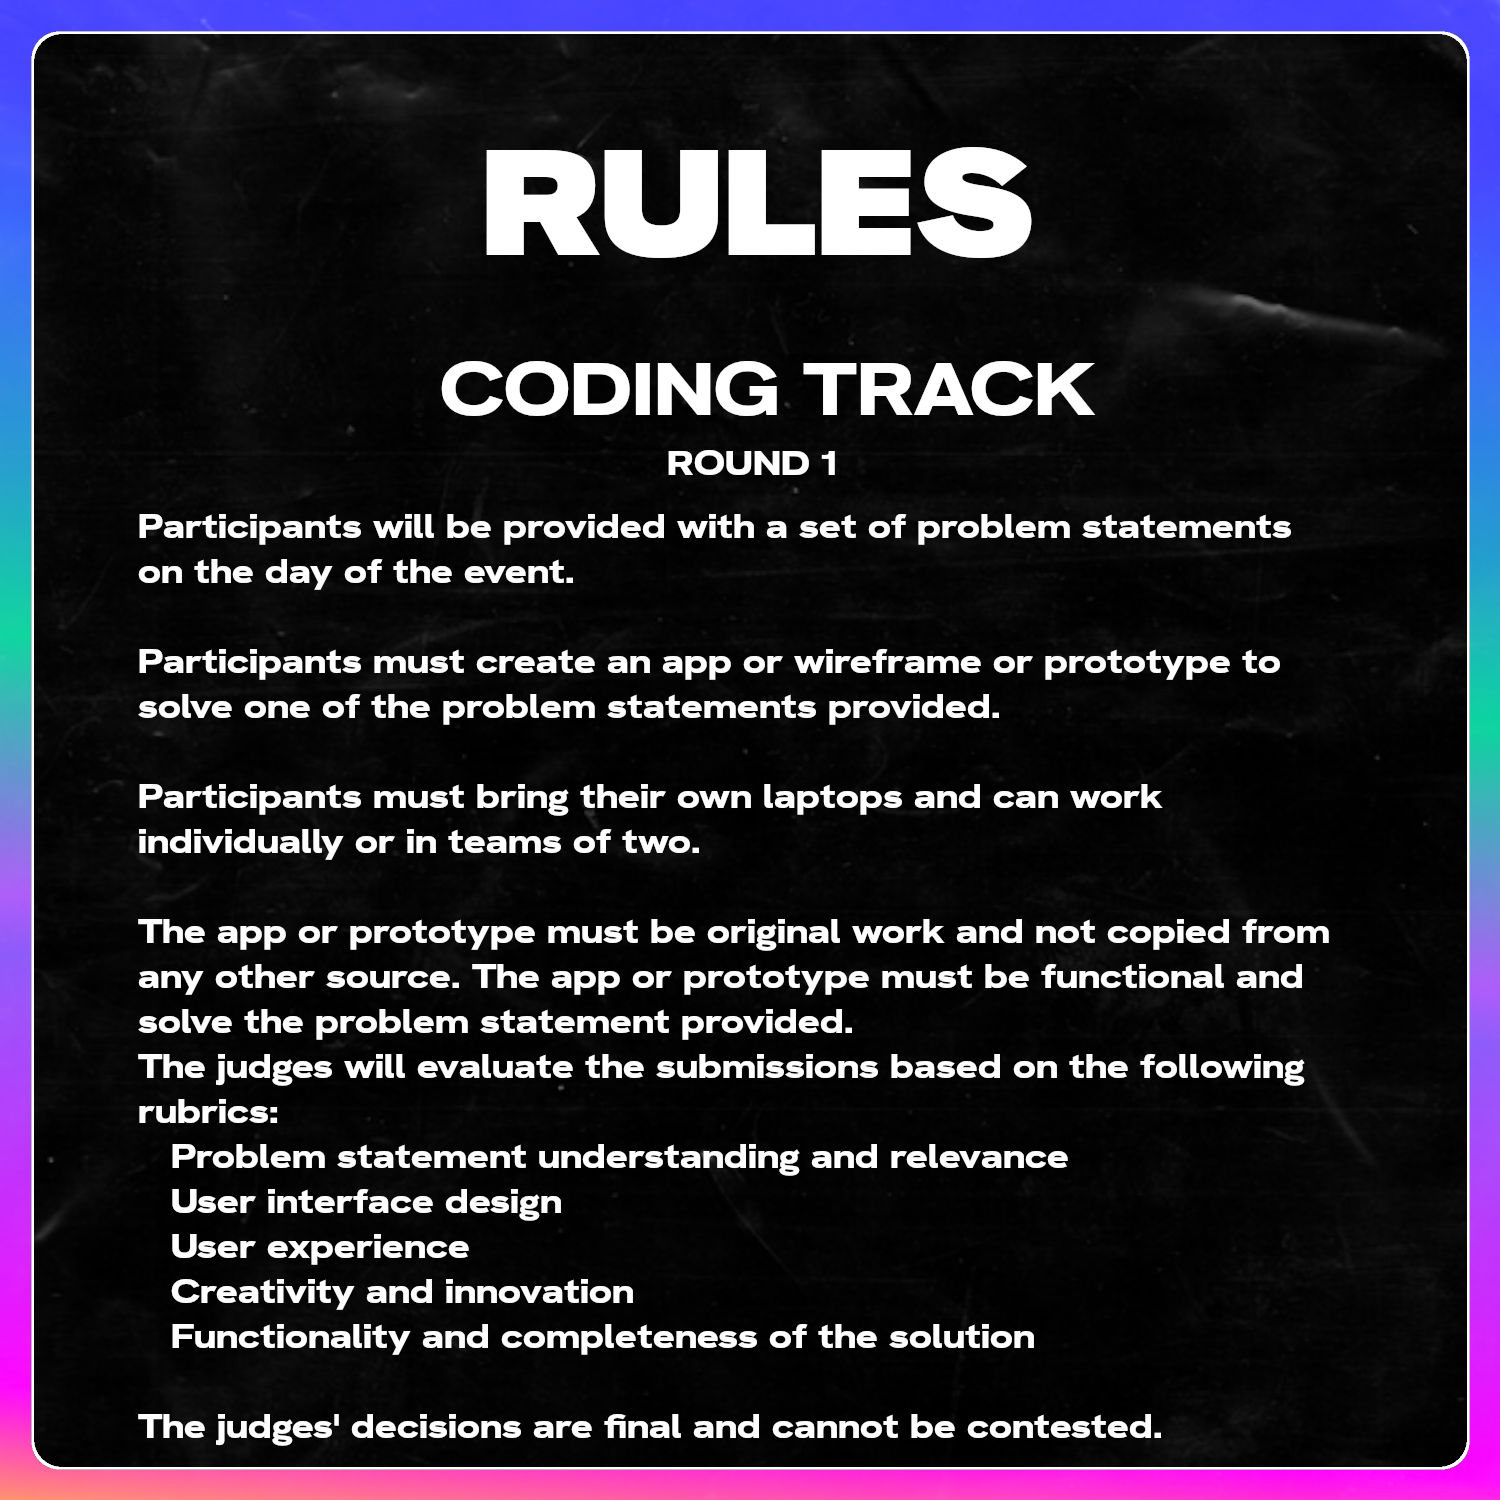 RULES
CODING TRACK
ROUND 1
Participants will be provided with a set of problem statements
on the day of the event.
Participants must create an app or wireframe or prototype to
solve one of the problem statements provided.
Participants must bring their own laptops and can work
individually or in teams of two.
The app or prototype must be original work and not copied from
any other source. The app or prototype must be functional and
solve the problem statement provided.
The judges will evaluate the submissions based on the following
rubrics:
Problem statement understanding and relevance
User interface design
User experience
Creativity and innovation
Functionality and completeness of the solution
The judges' decisions are final and cannot be contested.